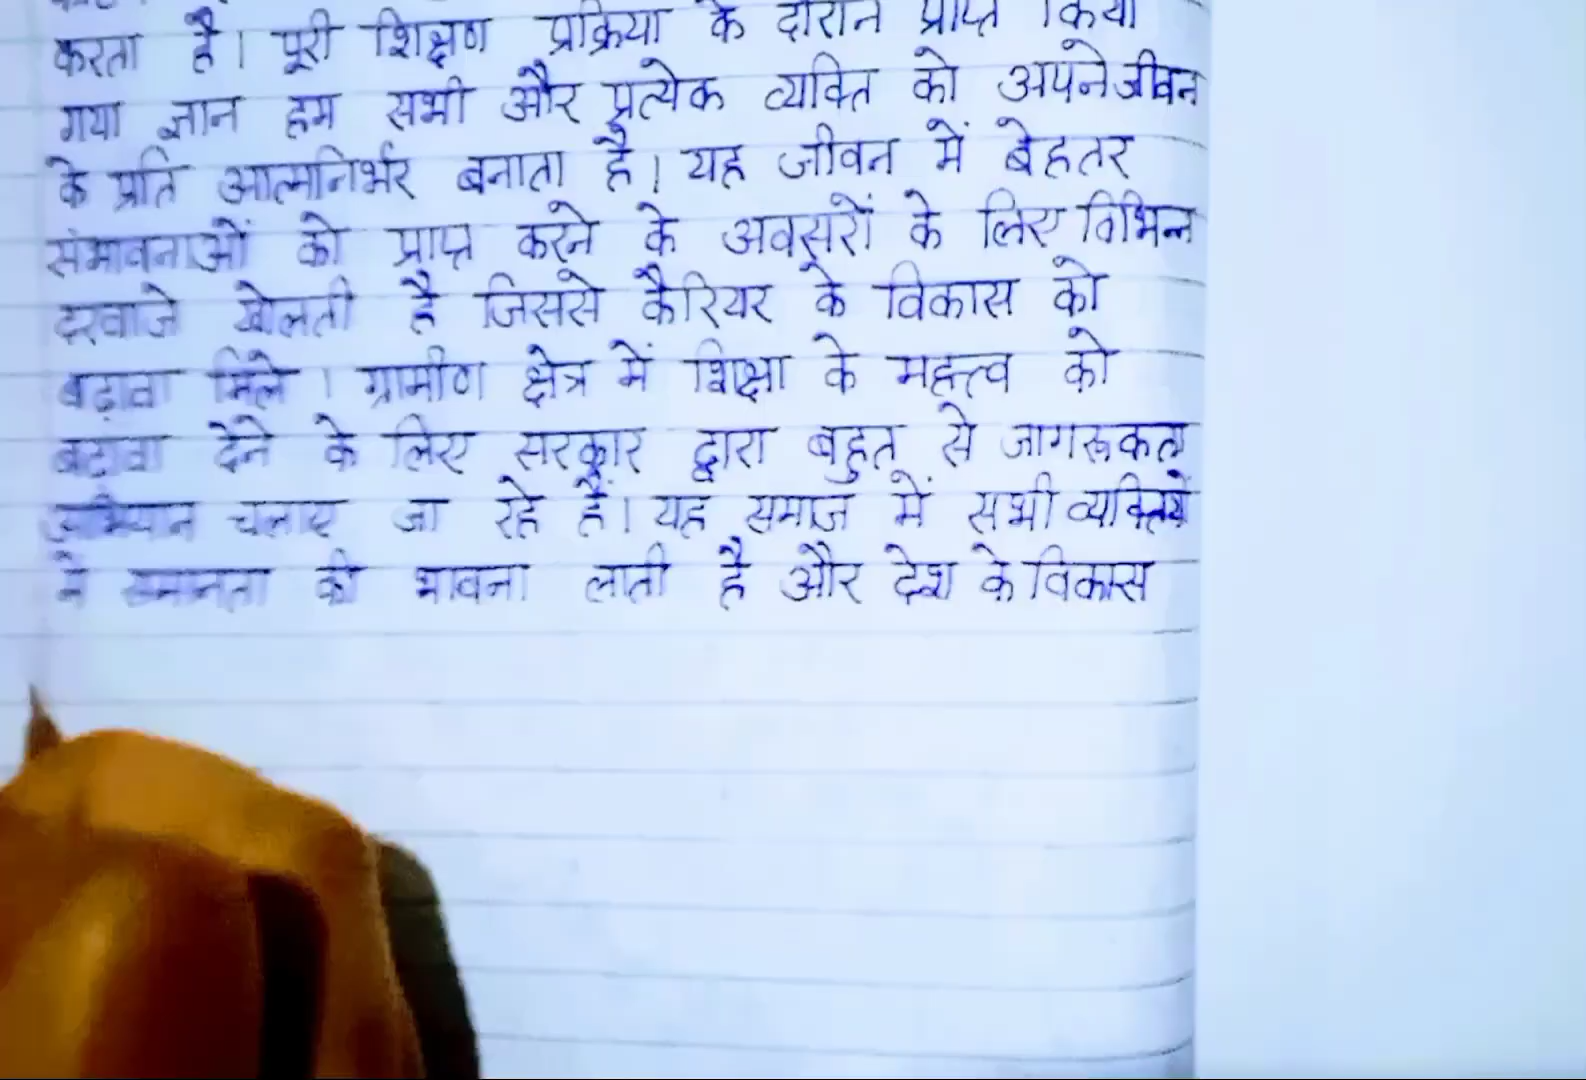 करता है। पूरी शिक्षण प्रक्रिया के दौरान प्राप्त किया
गया ज्ञान हम सभी और प्रत्येक व्यक्ति को अपने जीवन
के प्रति आत्मनिर्भर बनाता है। यह जीवन में बेहतर
संभावनाओं को प्राप्त करने के अवसरों के लिए विभिन्न
दरवाजे खोलती है जिससे कैरियर के विकास को
बढ़ावा मिले। ग्रामीण क्षेत्र में शिक्षा के महत्त्व को
बढ़ावा देने के लिए सरकार द्वारा बहुत से जागरूकता
अभियान चलाए जा रहे हैं। यह समाज में सभी व्यक्तियों
में समानता की भावना लाती है और देश के विकास